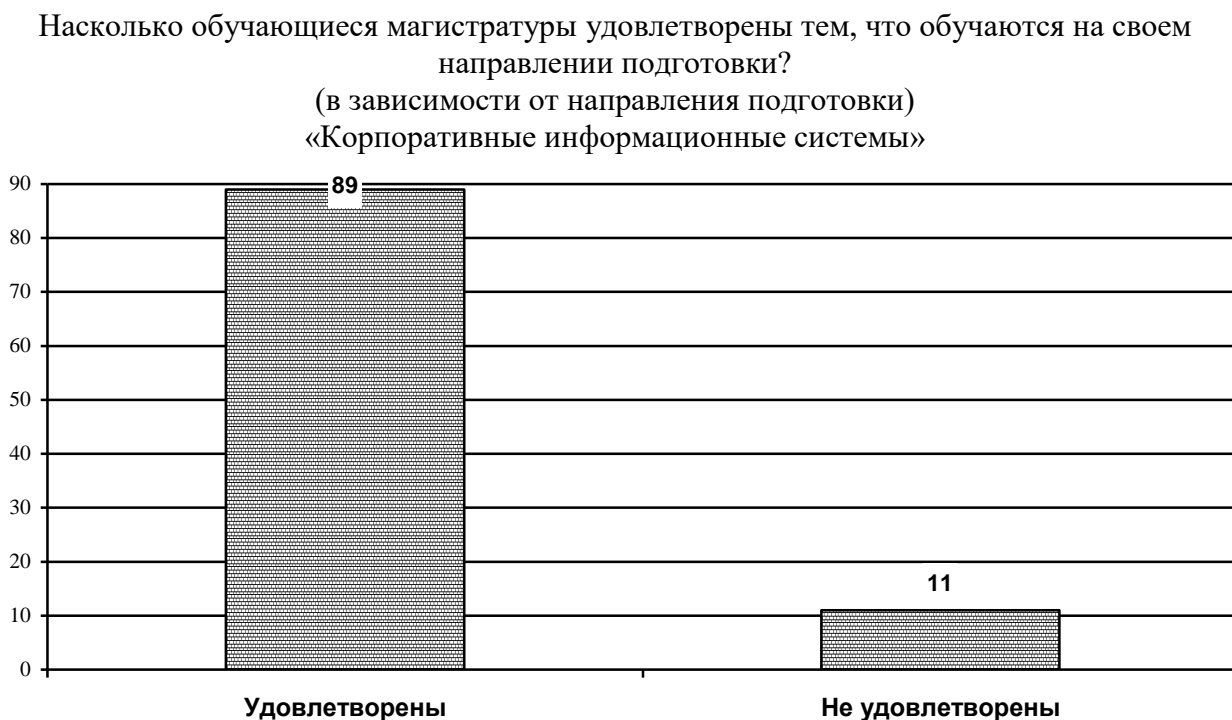 Насколько обучающиеся магистратуры удовлетворены тем, что обучаются на своем
направлении подготовки?
(в зависимости от направления подготовки)
«Корпоративные информационные системы»
90
89
80
70
60
50
40
30
20
11
10
0
Удовлетворены
Не удовлетворены